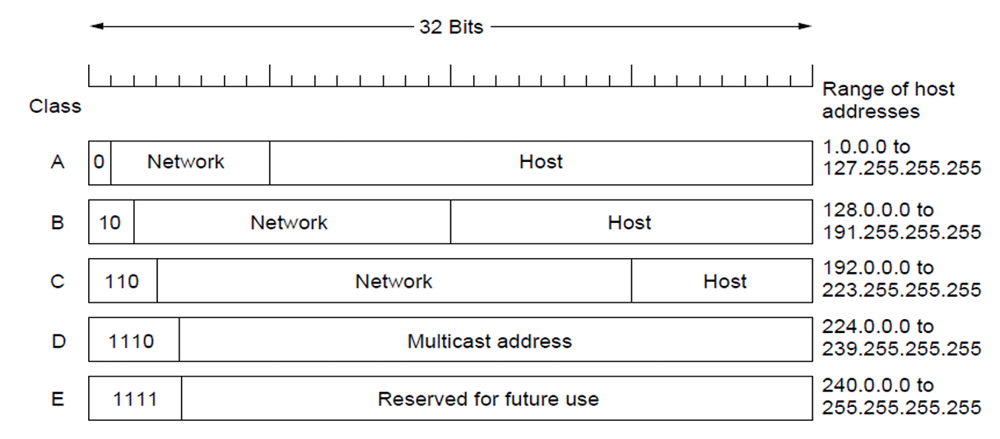 32 Bits
Class
Range of host
addresses
A
0
Network
Host
1.0.0.0 to
127.255.255.255
B
10
Network
Host
128.0.0.0 to
191.255.255.255
C
110
Network
Host
192.0.0.0 to
223.255.255.255
D
1110
Multicast address
224.0.0.0 to
239.255.255.255
E
1111
Reserved for future use
240.0.0.0 to
255.255.255.255